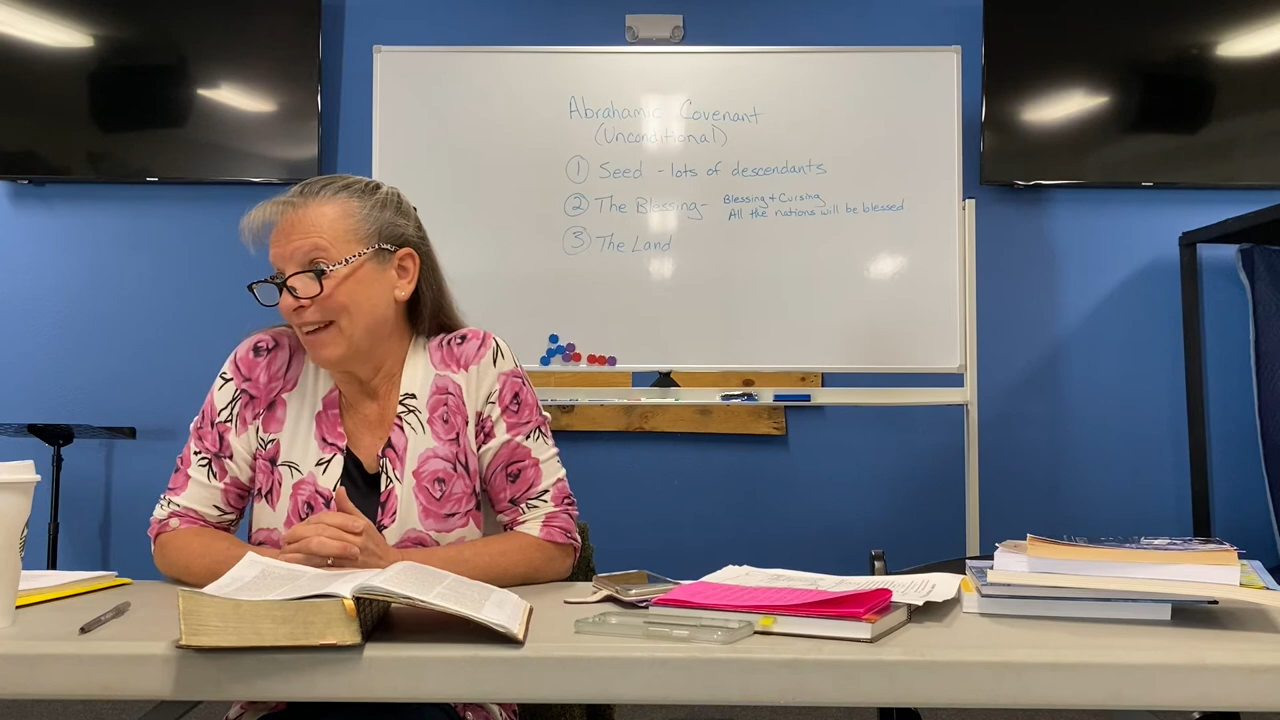 Abrahamic Covenant
(Unconditional)
① Seed - lots of descendants
② The Blessing- Blessing + Cursing
All the nations will be blessed
③ The Land